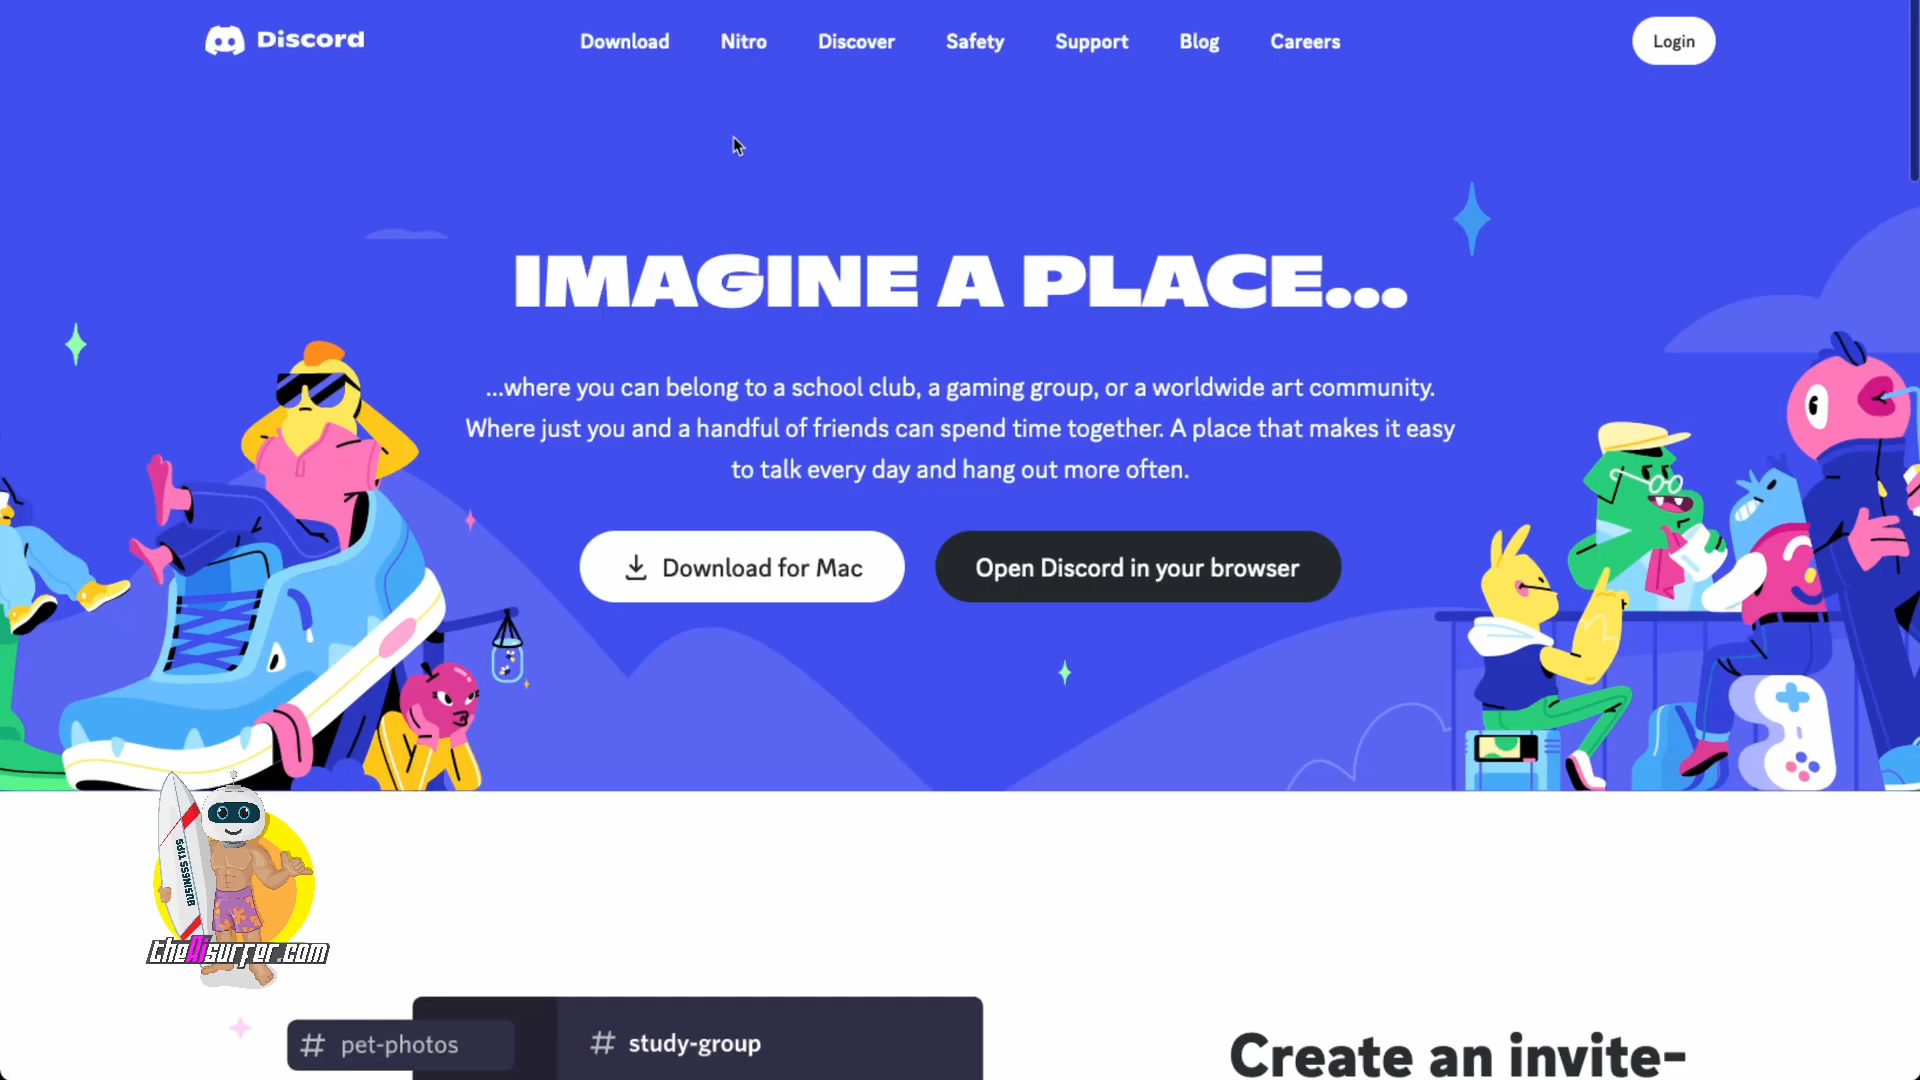 Discord
Download
Nitro
Discover
Safety
Support
Blog
Careers
Login
IMAGINE A PLACE...
...where you can belong to a school club, a gaming group, or a worldwide art community.
Where just you and a handful of friends can spend time together. A place that makes it easy
to talk every day and hang out more often.
Download for Mac
Open Discord in your browser
BUSINESSTIPS
theAisurfer.com
# pet-photos
# study-group
Create an invite-